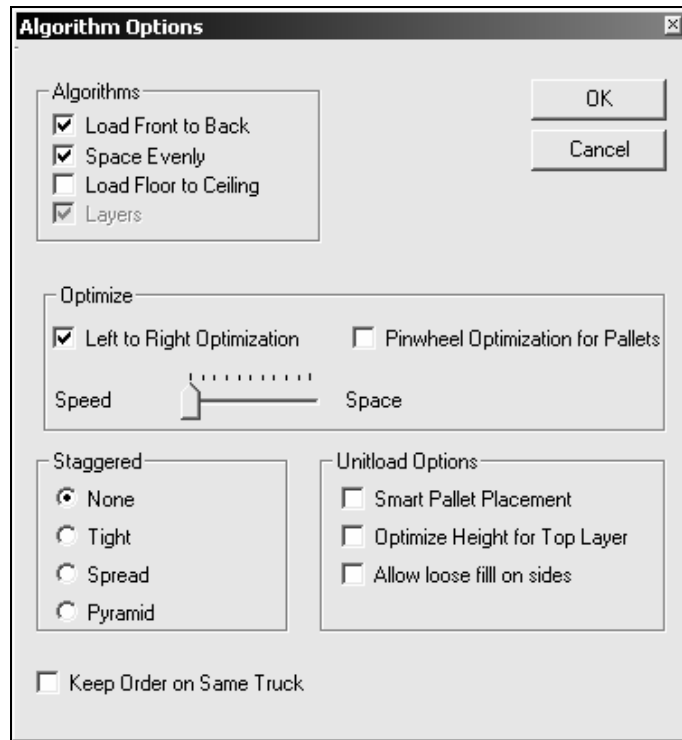 Algorithm Options
Algorithms
Load Front to Back
Space Evenly
Load Floor to Ceiling
Layers
OK
Cancel
Optimize
Left to Right Optimization
Pinwheel Optimization for Pallets
Speed
Space
Staggered
None
Tight
Spread
Pyramid
Unitload Options
Smart Pallet Placement
Optimize Height for Top Layer
Allow loose filll on sides
Keep Order on Same Truck